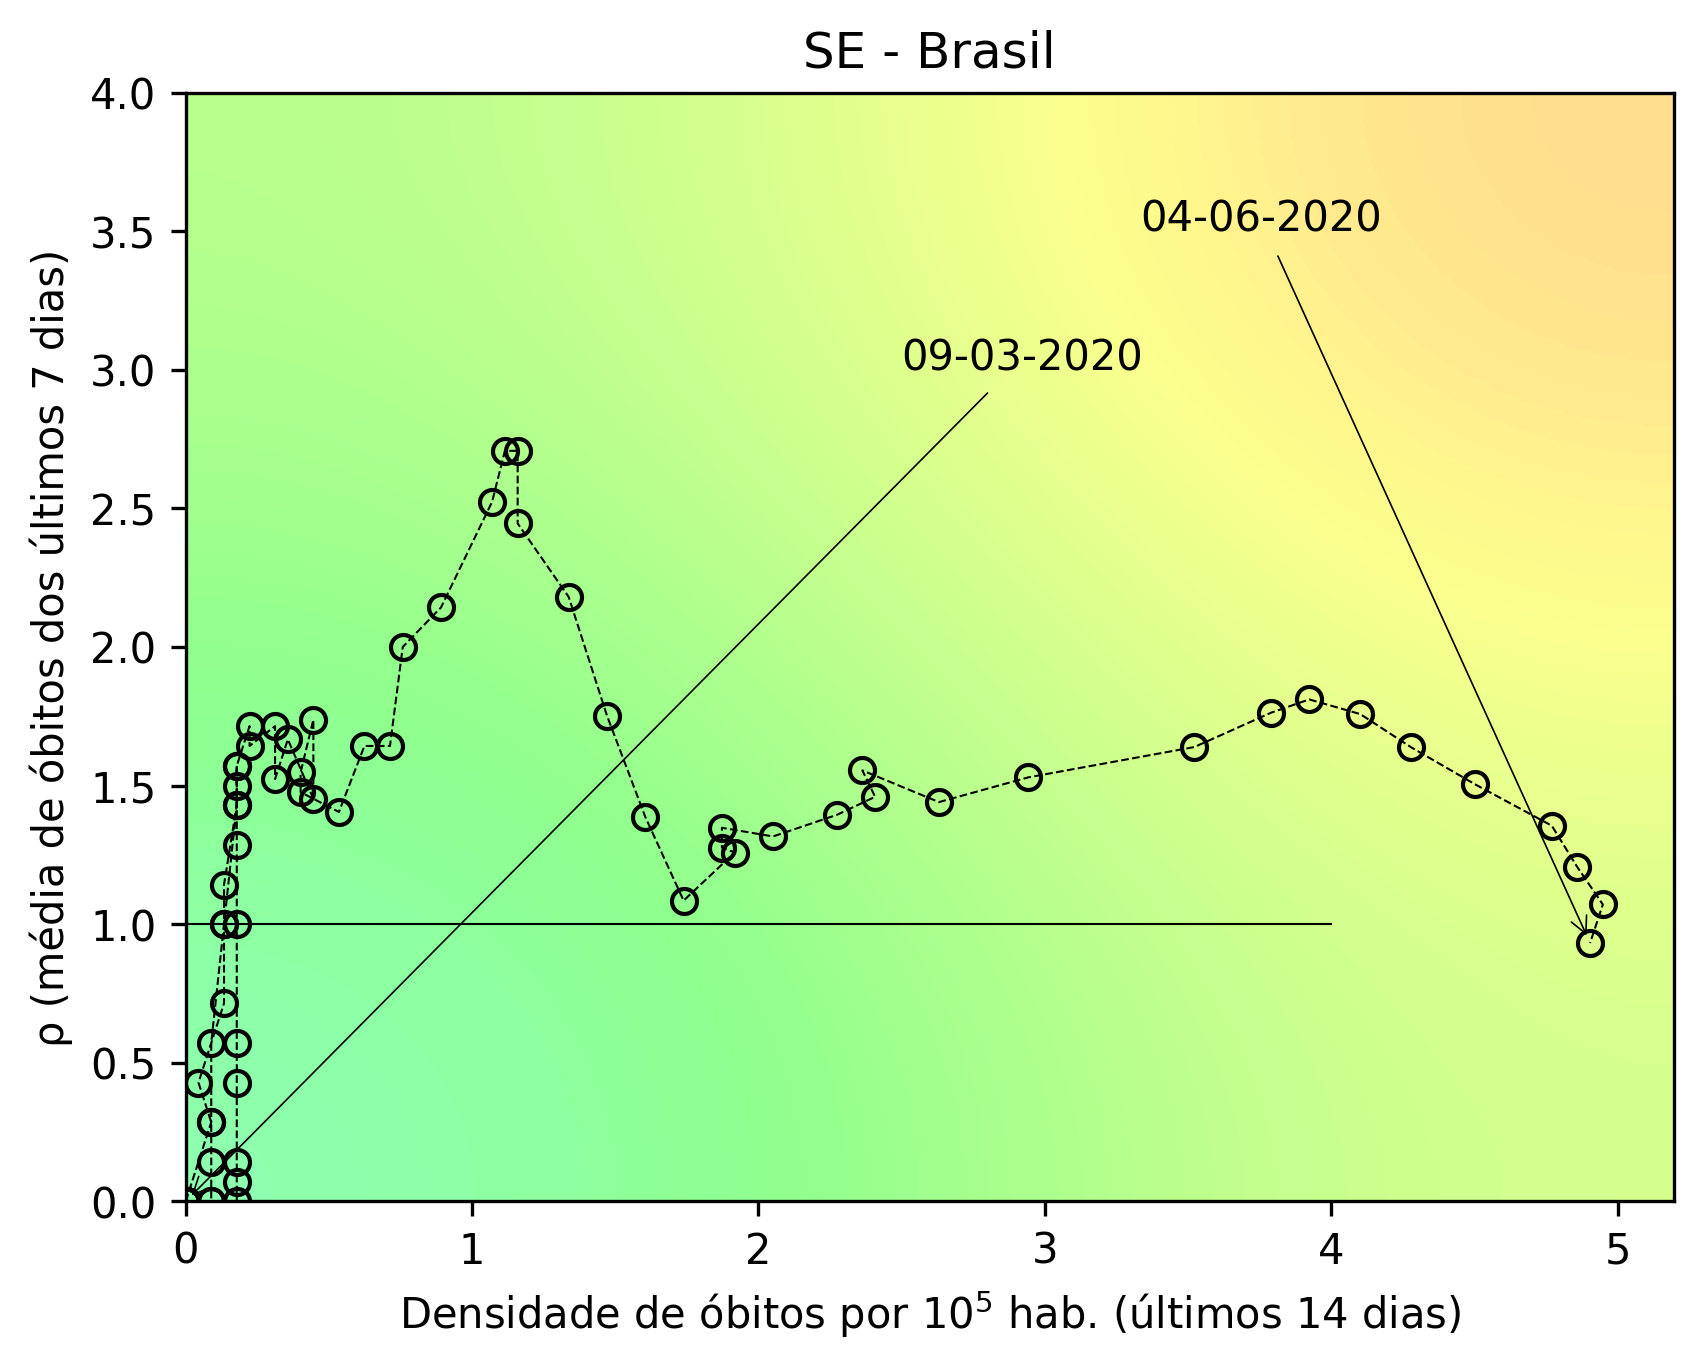 SE - Brasil
4.0
3.5
3.0
2.5
2.0
1.5
1.0
0.5
0.0
ρ (média de óbitos dos últimos 7 dias)
04-06-2020
09-03-2020
0 1 2 3 4 5
Densidade de óbitos por 10⁵ hab. (últimos 14 dias)